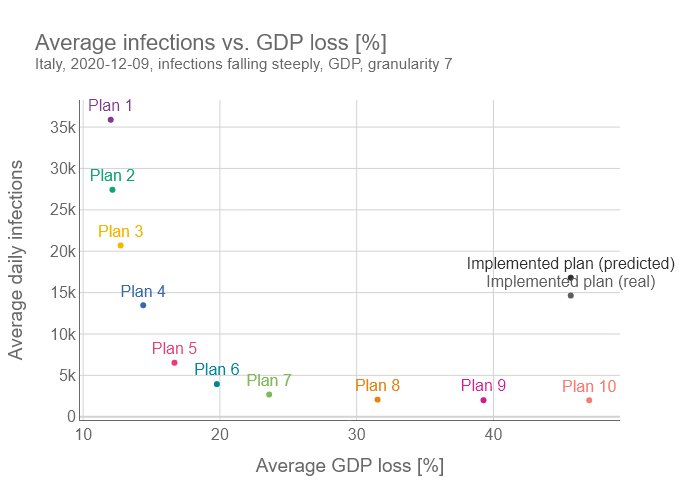 Average infections vs. GDP loss [%]
Italy, 2020-12-09, infections falling steeply, GDP, granularity 7
Plan 1
35k
30k
Plan 2
25k
Plan 3
20k
Implemented plan (predicted)
Implemented plan (real)
15k
Plan 4
10k
Plan 5
Plan 6
5k
Plan 7
Plan 8
Plan 9
Plan 10
0
10
20
30
40
Average daily infections
Average GDP loss [%]